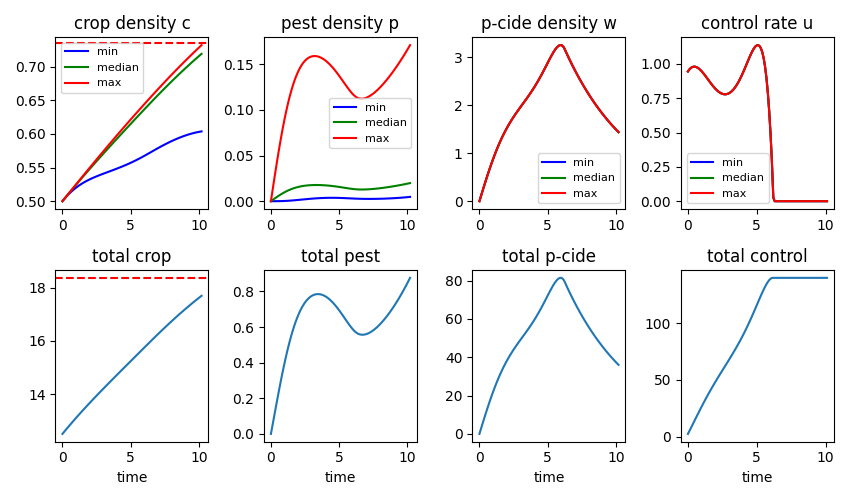 crop density c
pest density p
p-cide density w
control rate u
0.70
0.65
0.60
0.55
0.50
min
median
max
0
5
10
0.15
0.10
0.05
0.00
min
median
max
0
5
10
3
2
1
0
min
median
max
0
5
10
1.00
0.75
0.50
0.25
0.00
min
median
max
0
5
10
total crop
total pest
total p-cide
total control
18
16
14
0
5
10
time
0.8
0.6
0.4
0.2
0.0
0
5
10
time
80
60
40
20
0
0
5
10
time
100
50
0
0
5
10
time